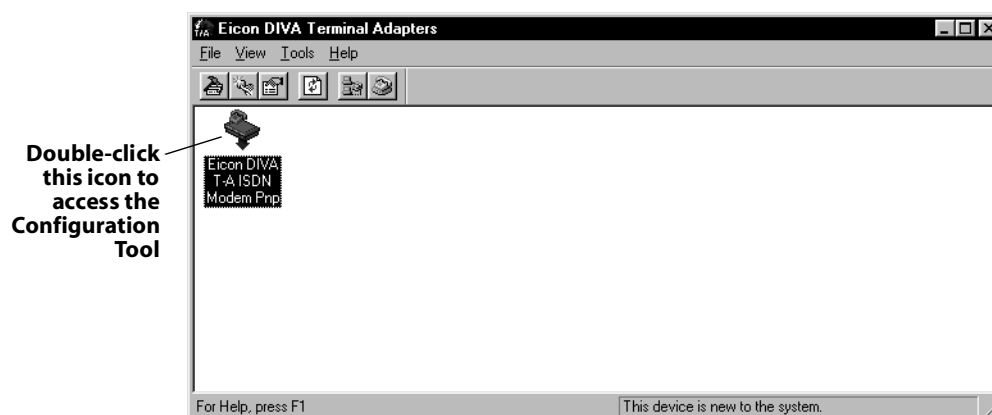 Eicon DIVA Terminal Adapters
File View Tools Help
Double-click
this icon to
access the
Configuration
Tool
Eicon DIVA
T-A ISDN
Modem Pnp
For Help, press F1
This device is new to the system.